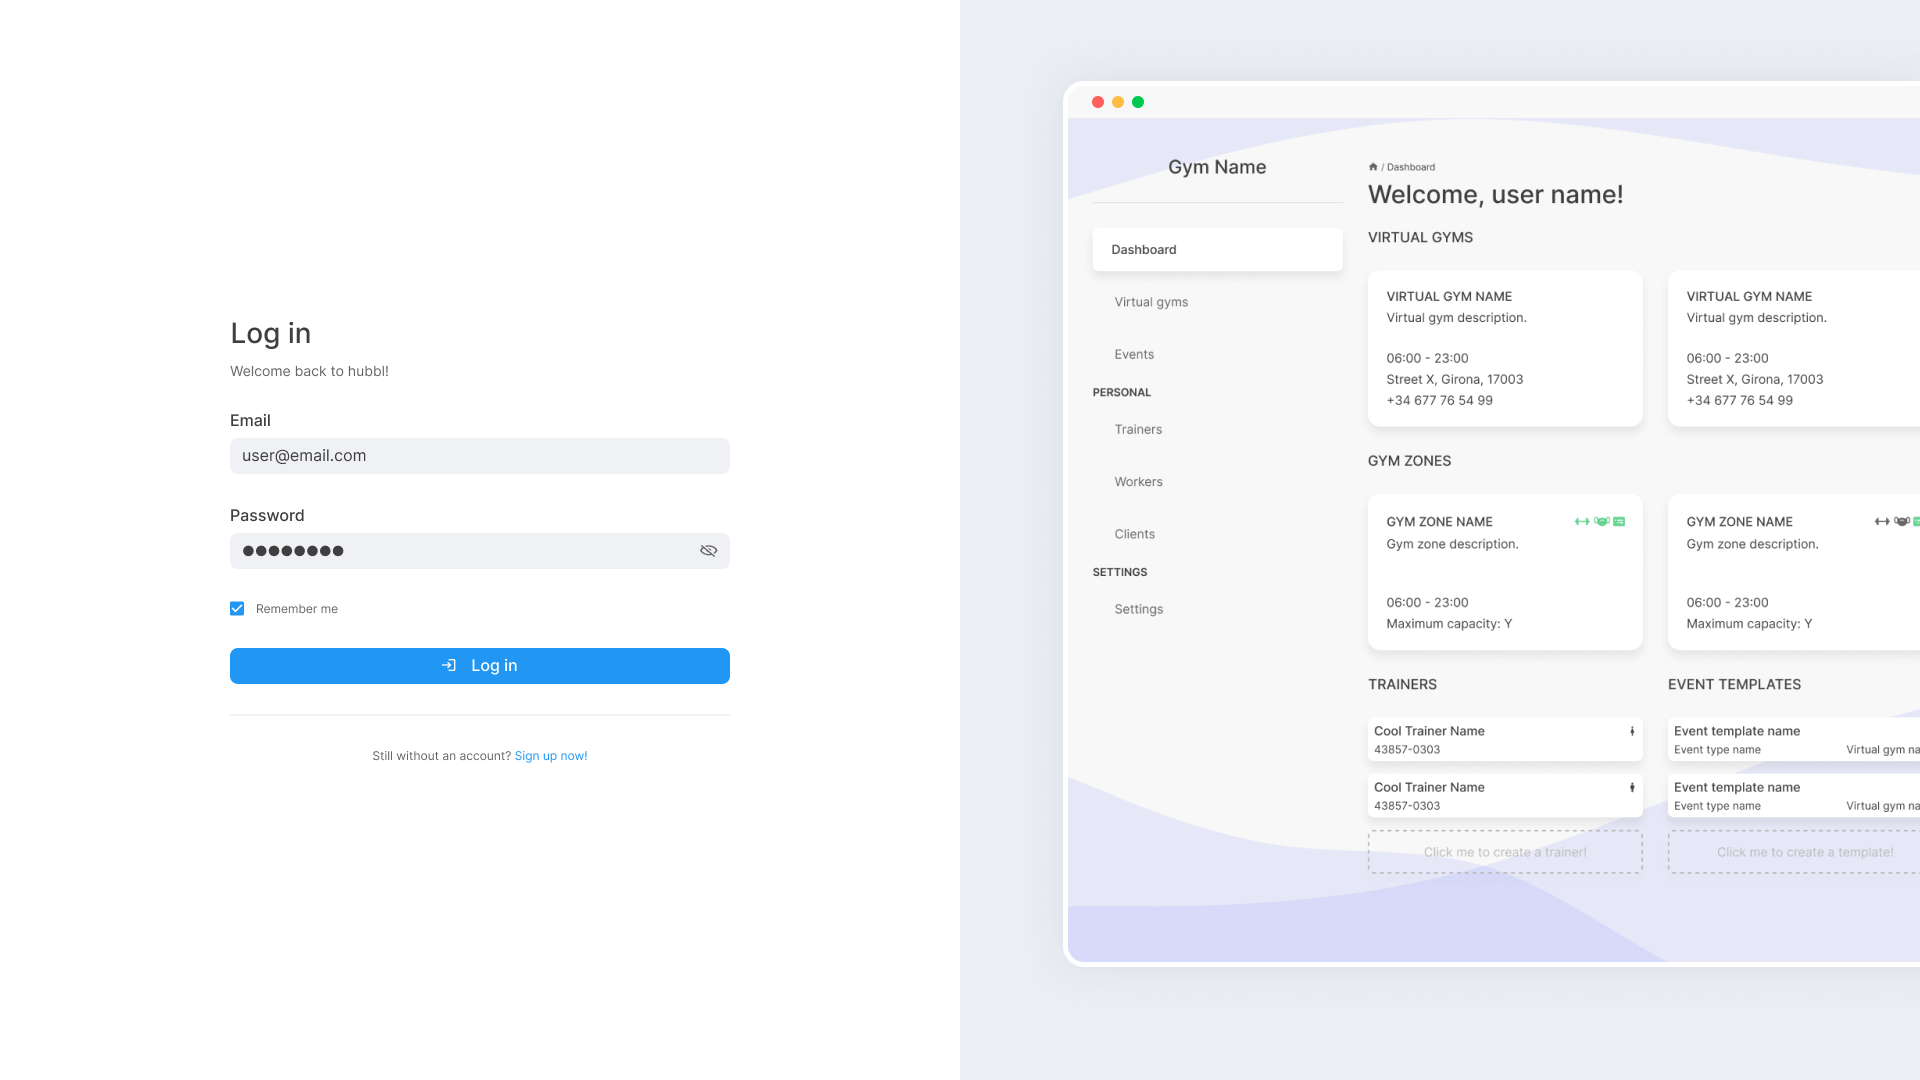 Log in
Welcome back to hubbl!
Email
user@email.com
Password
Remember me
Log in
Still without an account? Sign up now!
Gym Name
Dashboard
Virtual gyms
Events
PERSONAL
Trainers
Workers
Clients
SETTINGS
Settings
/ Dashboard
Welcome, user name!
VIRTUAL GYMS
VIRTUAL GYM NAME
Virtual gym description.
06:00 - 23:00
Street X, Girona, 17003
+34 677 76 54 99
VIRTUAL GYM NAME
Virtual gym description.
06:00 - 23:00
Street X, Girona, 17003
+34 677 76 54 99
GYM ZONES
GYM ZONE NAME
Gym zone description.
06:00 - 23:00
Maximum capacity: Y
GYM ZONE NAME
Gym zone description.
06:00 - 23:00
Maximum capacity: Y
TRAINERS
Cool Trainer Name
43857-0303
Cool Trainer Name
43857-0303
Click me to create a trainer!
EVENT TEMPLATES
Event template name
Event type name Virtual gym na
Event template name
Event type name Virtual gym na
Click me to create a template!